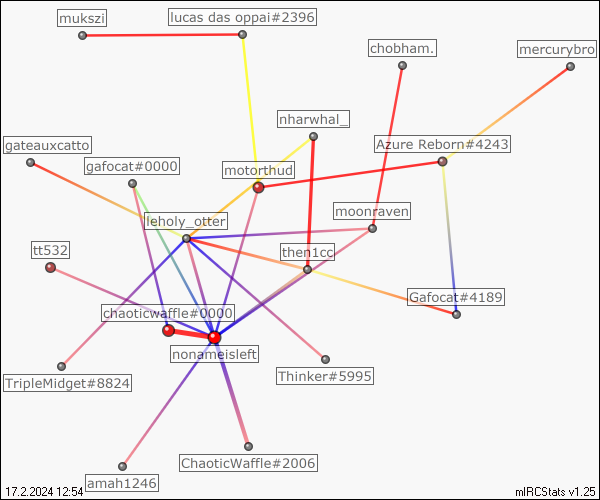 mukszi
lucas das oppai#2396
chobham.
mercurybro
nharwhal_
gateauxcatto
Azure Reborn#4243
gafocat#0000
motorthud
leholy_otter
moonraven
tt532
then1cc
Gafocat#4189
chaoticwaffle#0000
nonameisleft
TripleMidget#8824
Thinker#5995
ChaoticWaffle#2006
amah1246
17.2.2024 12:54
mIRCStats v1.25